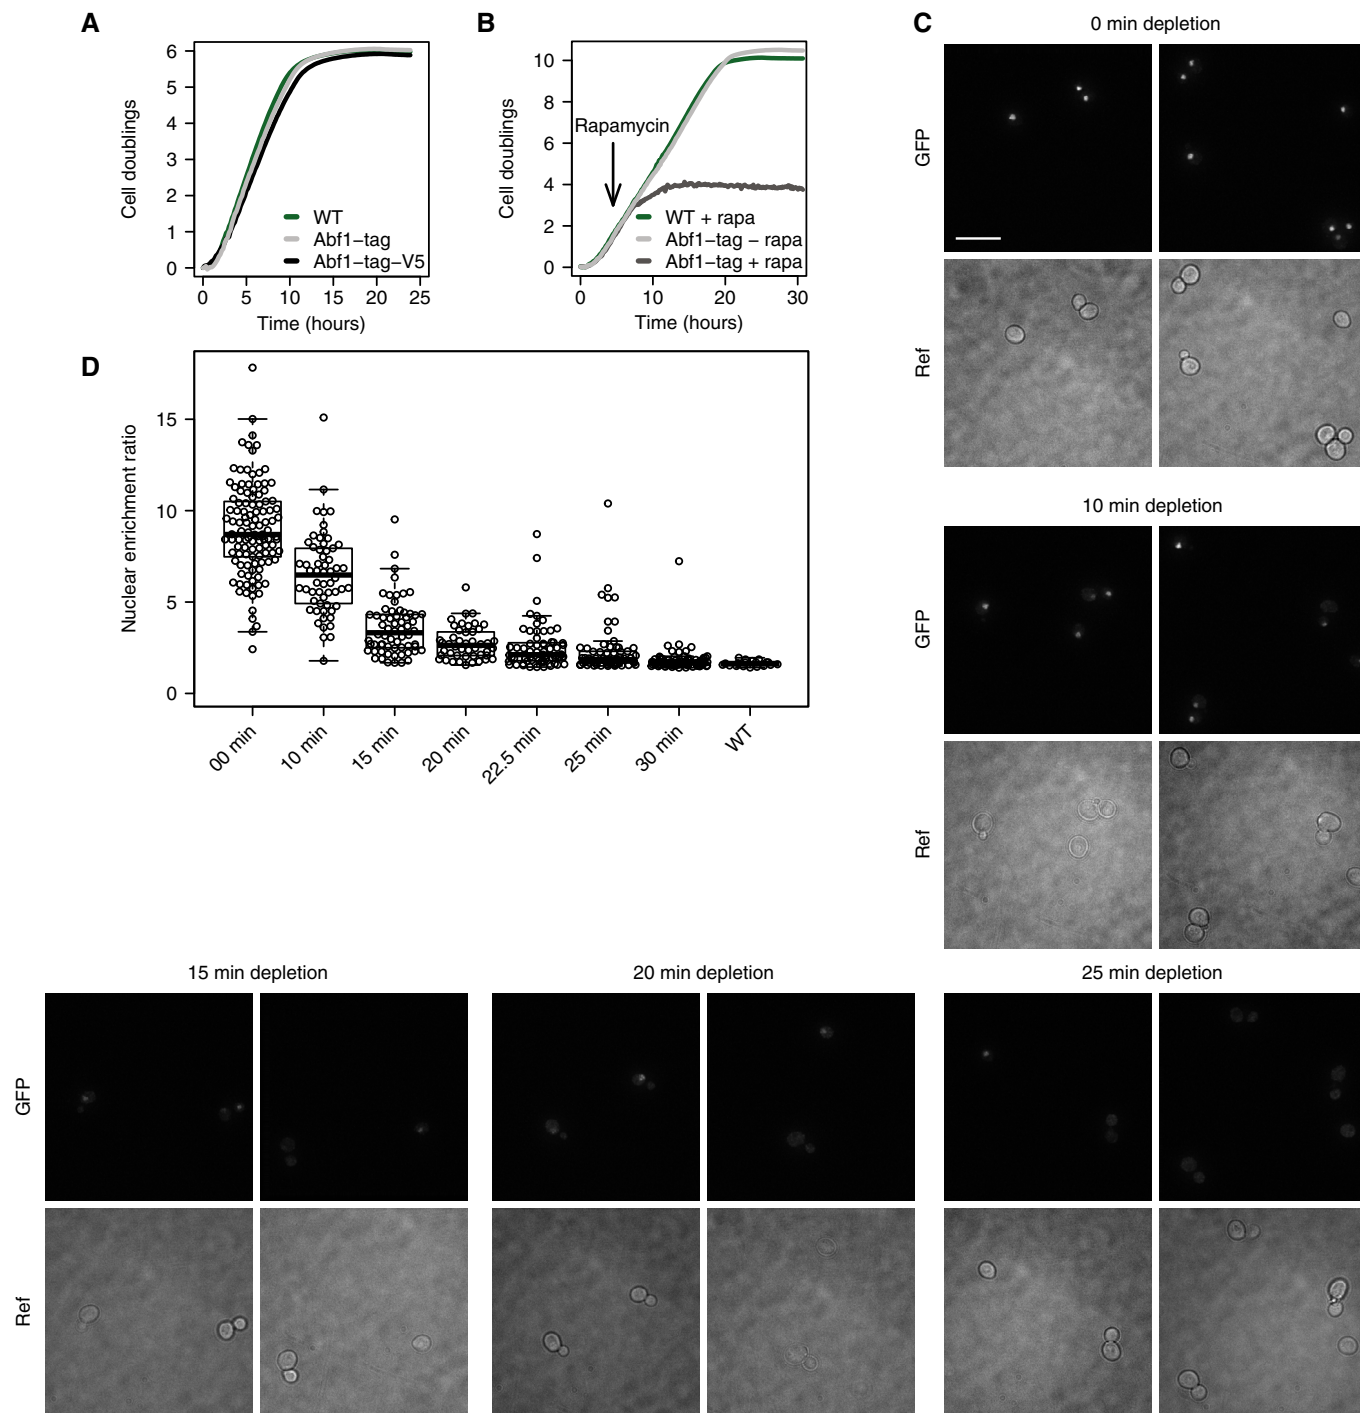 A
Cell doublings
6
5
4
3
2
1
0
WT
Abf1−tag
Abf1−tag−V5
0 5 10 15 20 25
Time (hours)
B
Cell doublings
10
8
6
4
2
0
Rapamycin
WT + rapa
Abf1−tag − rapa
Abf1−tag + rapa
0 10 20 30
Time (hours)
C
0 min depletion
GFP
Ref
10 min depletion
GFP
Ref
D
Nuclear enrichment ratio
15
10
5
0
00 min
10 min
15 min
20 min
22.5 min
25 min
30 min
WT
15 min depletion
20 min depletion
25 min depletion
GFP
Ref